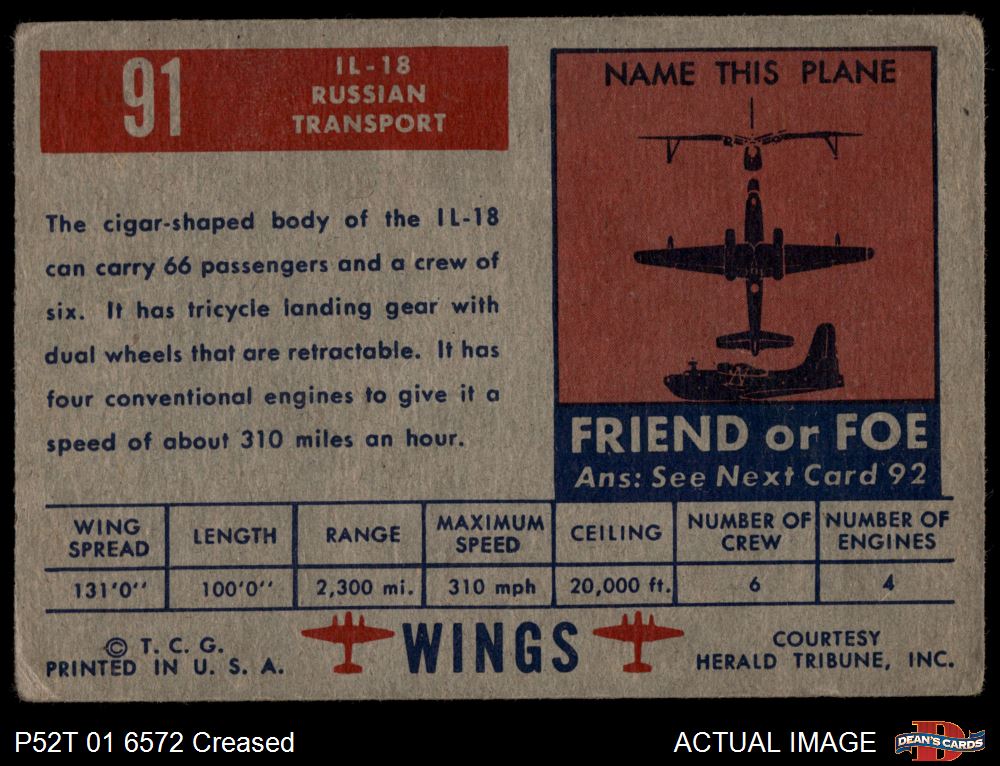 91
IL-18
RUSSIAN
TRANSPORT
The cigar-shaped body of the IL-18
can carry 66 passengers and a crew of
six. It has tricycle landing gear with
dual wheels that are retractable. It has
four conventional engines to give it a
speed of about 310 miles an hour.
NAME THIS PLANE
FRIEND or FOE
Ans: See Next Card 92
WING SPREAD LENGTH RANGE MAXIMUM SPEED CEILING NUMBER OF CREW NUMBER OF ENGINES
131'0'' 100'0'' 2,300 mi. 310 mph 20,000 ft. 6 4
© T. C. G.
PRINTED IN U. S. A.
WINGS
COURTESY
HERALD TRIBUNE, INC.
P52T 01 6572 Creased
ACTUAL IMAGE
D
DEAN'S CARDS